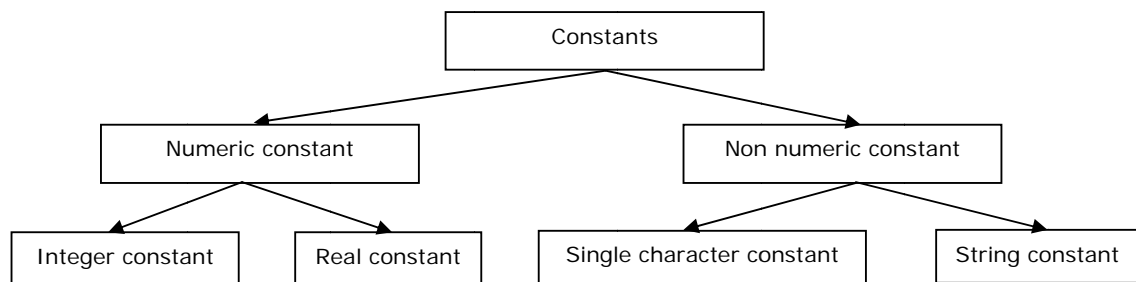 Constants
Numeric constant
Non numeric constant
Integer constant
Real constant
Single character constant
String constant